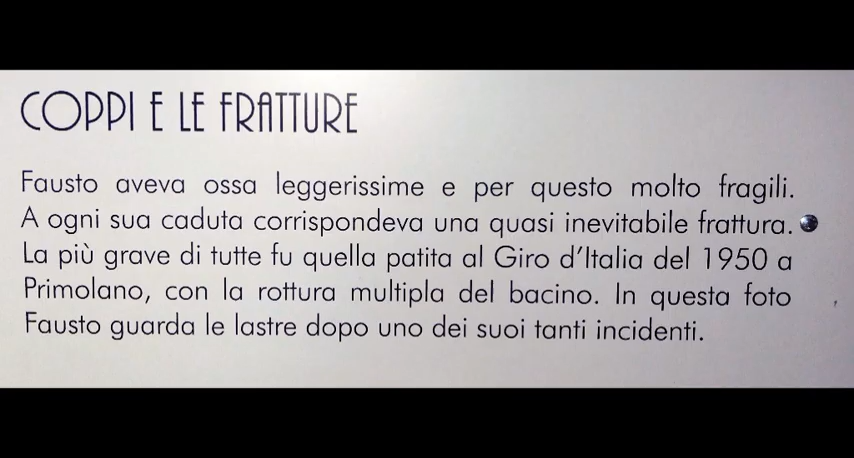 COPPI E LE FRATTURE
Fausto aveva ossa leggerissime e per questo molto fragili.
A ogni sua caduta corrispondeva una quasi inevitabile frattura.
La più grave di tutte fu quella patita al Giro d'Italia del 1950 a
Primolano, con la rottura multipla del bacino. In questa foto
Fausto guarda le lastre dopo uno dei suoi tanti incidenti.